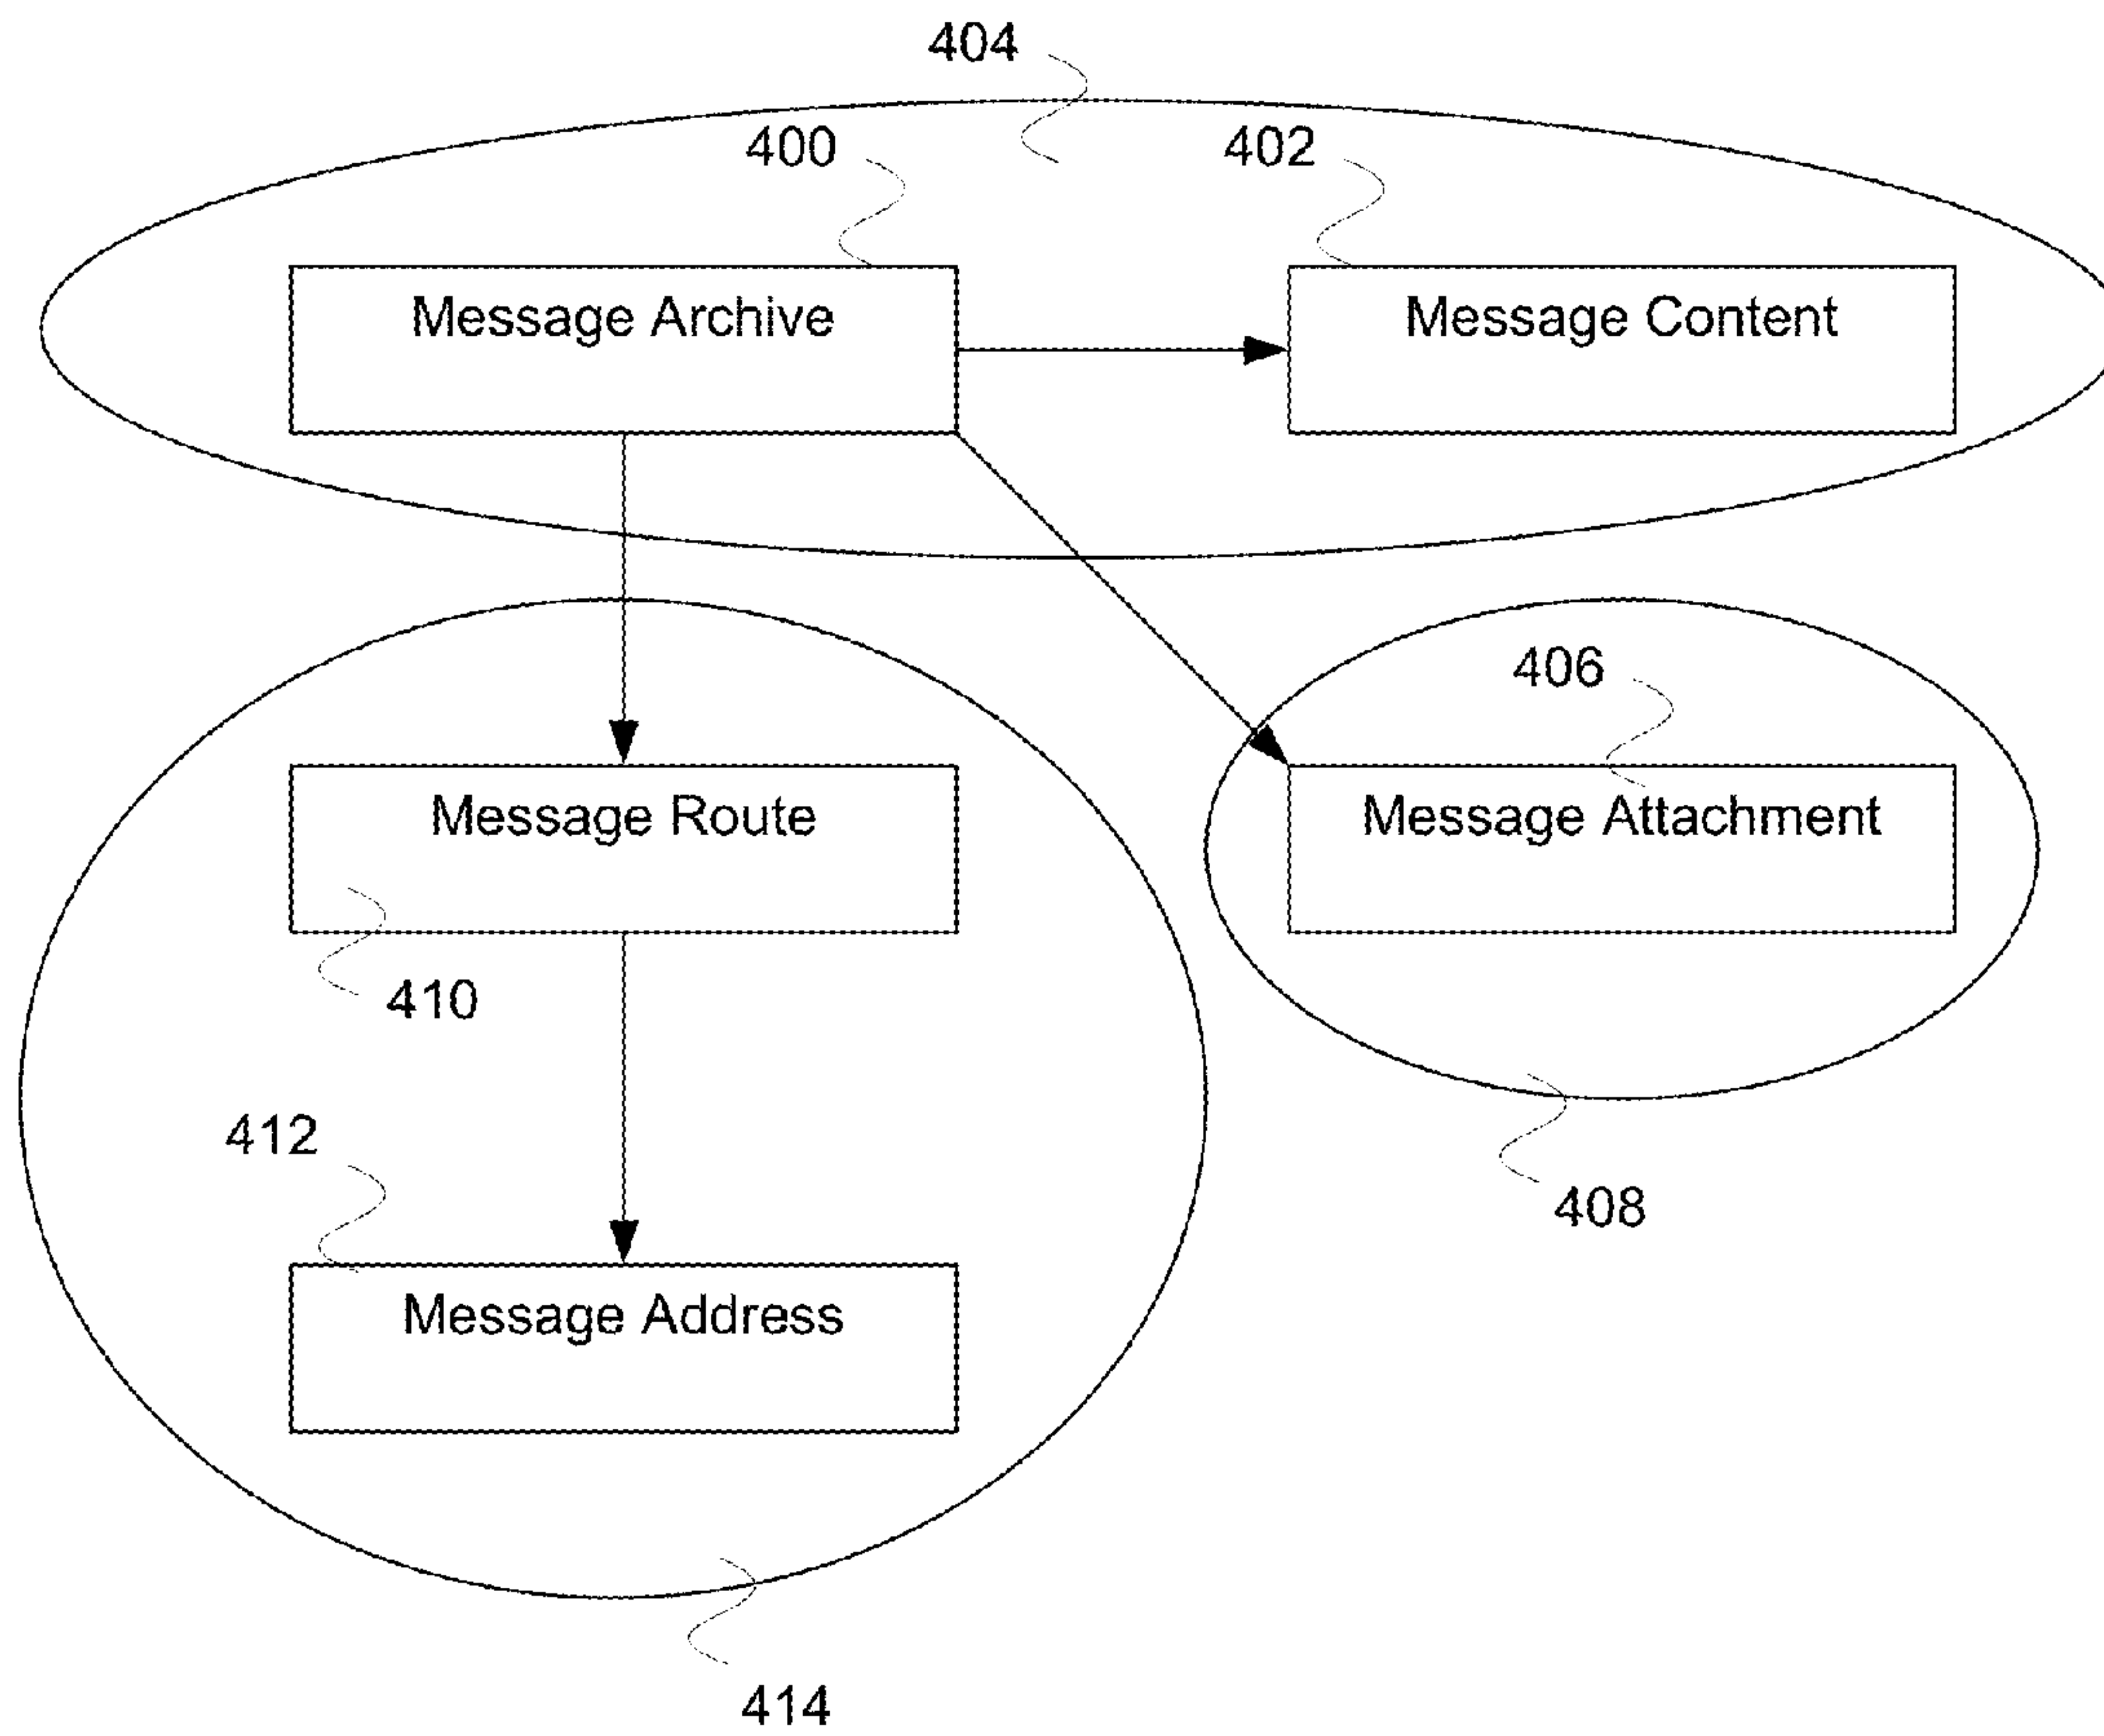 404
400
402
Message Archive
Message Content
406
Message Route
Message Attachment
410
412
408
Message Address
414